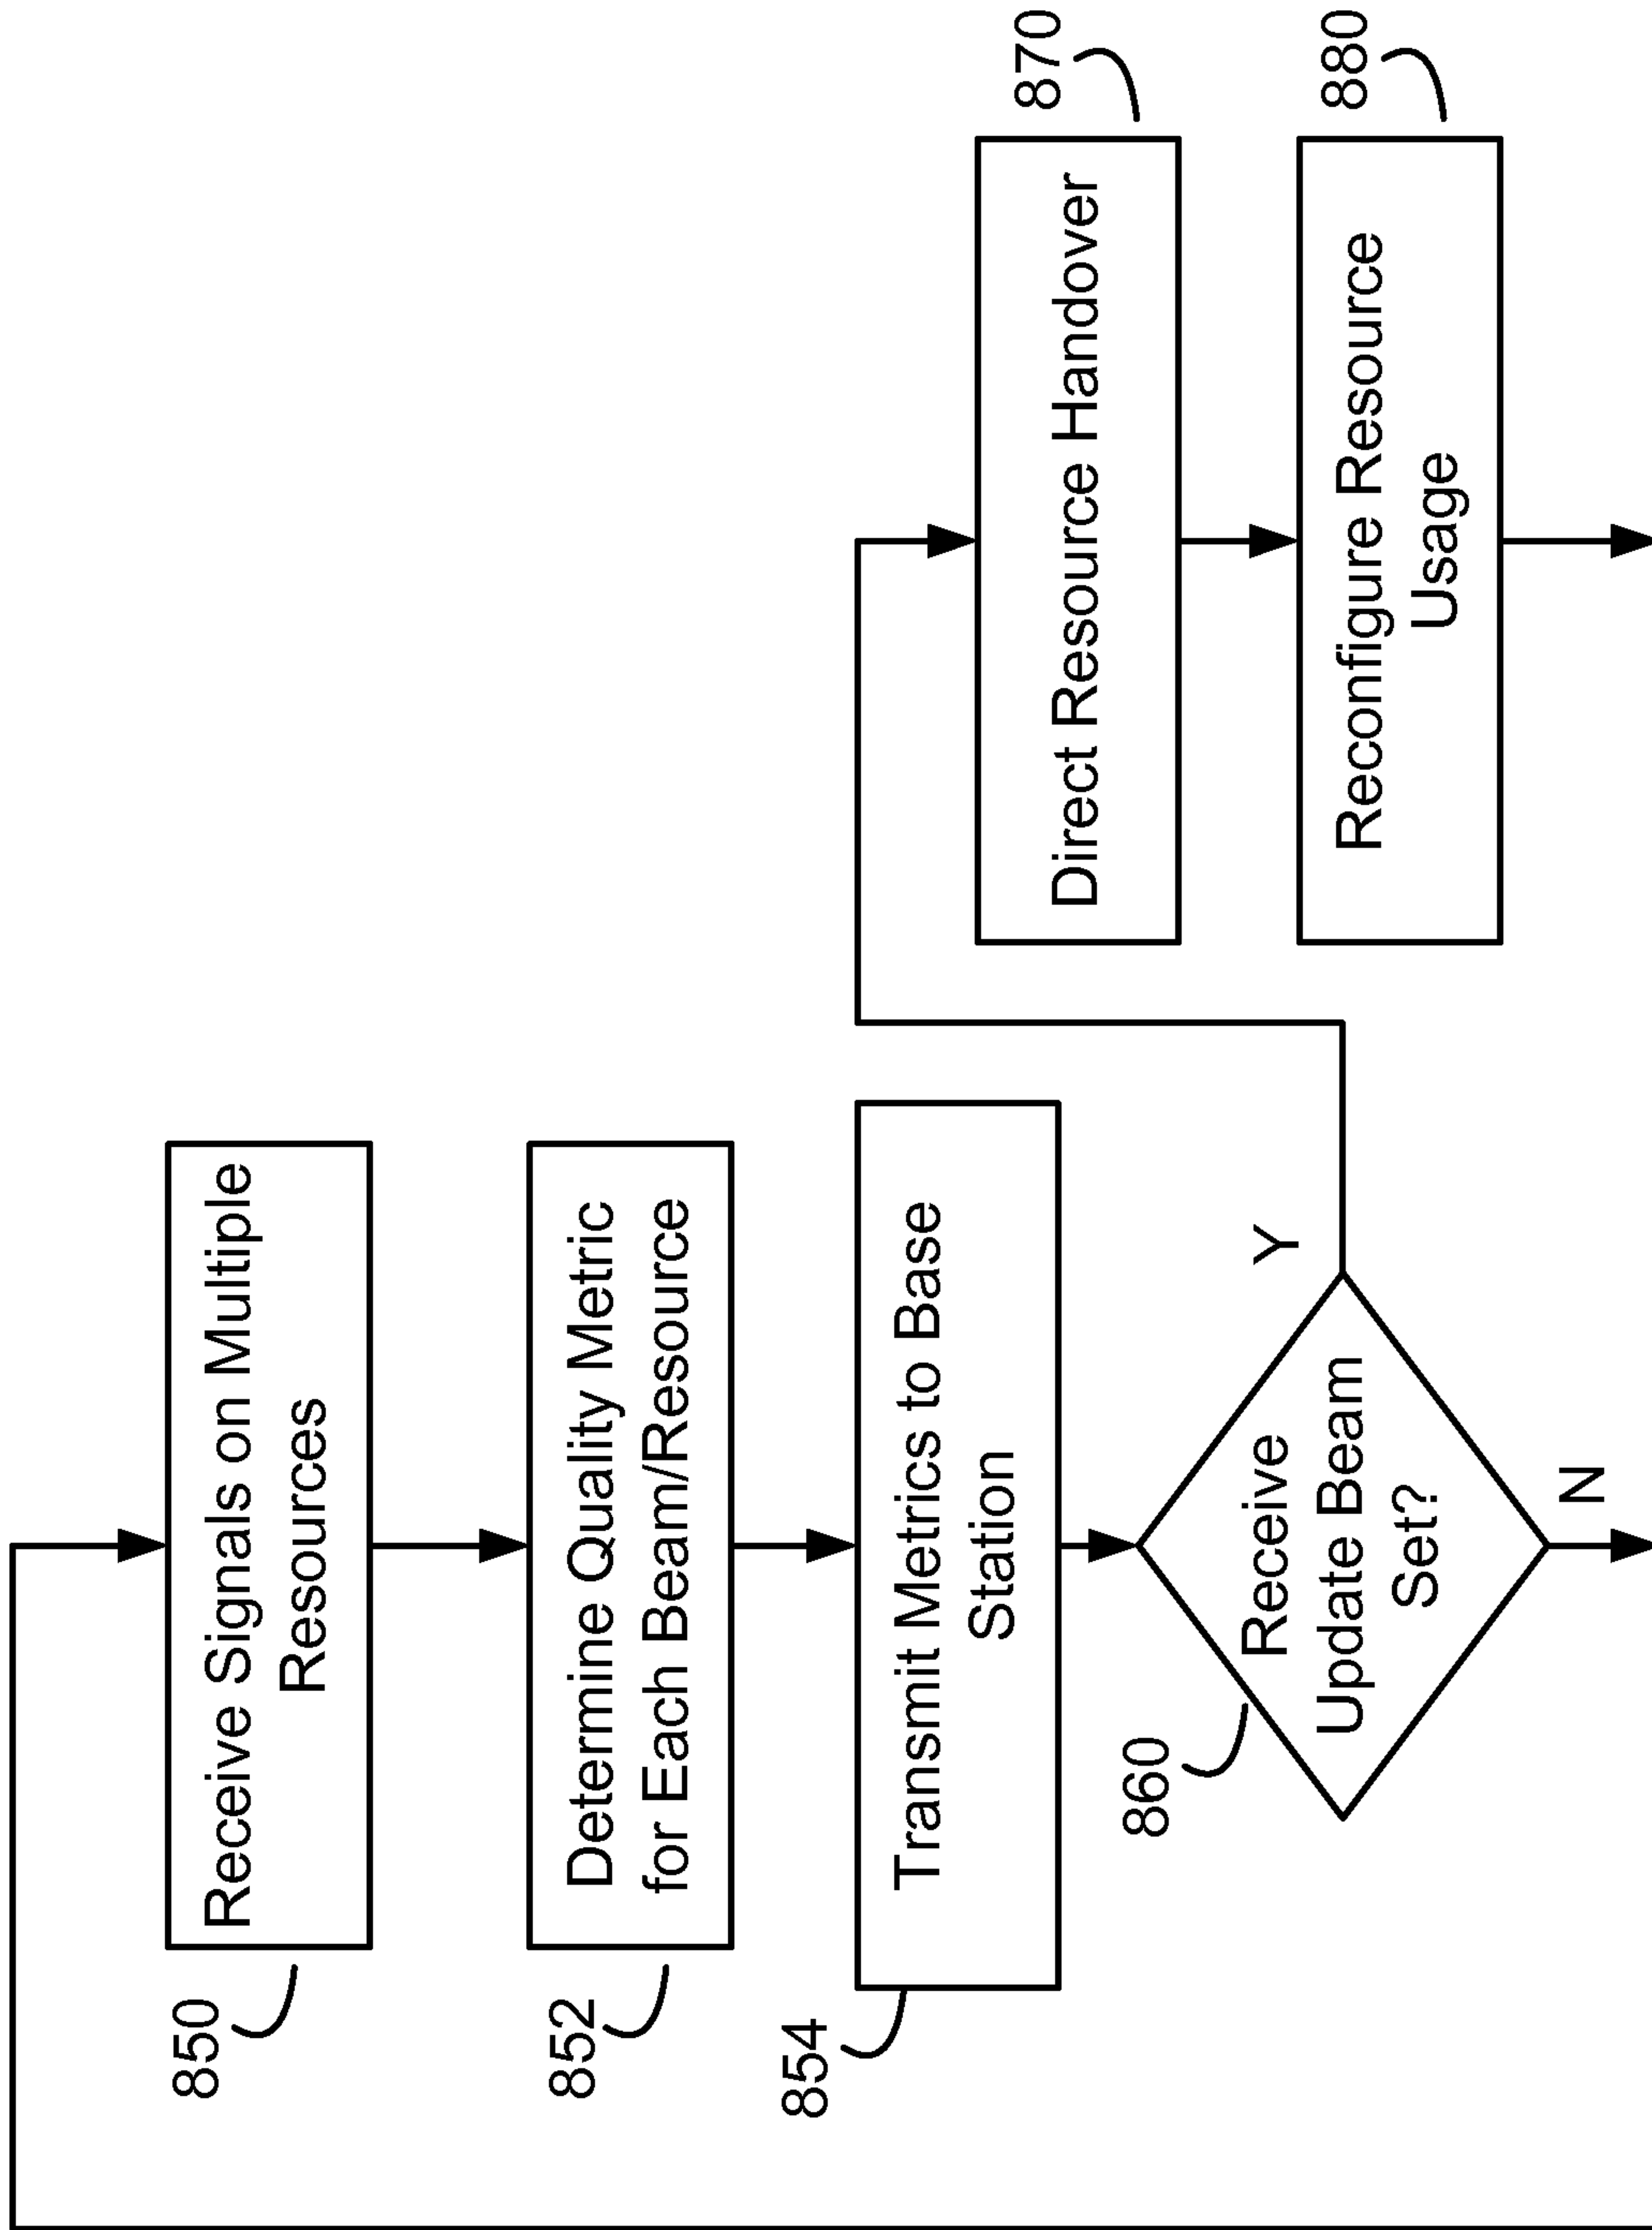 850
Receive Signals on Multiple
Resources
852
Determine Quality Metric
for Each Beam/Resource
854
Transmit Metrics to Base
Station
860
Receive
Update Beam
Set?
Y
N
870
Direct Resource Handover
880
Reconfigure Resource
Usage